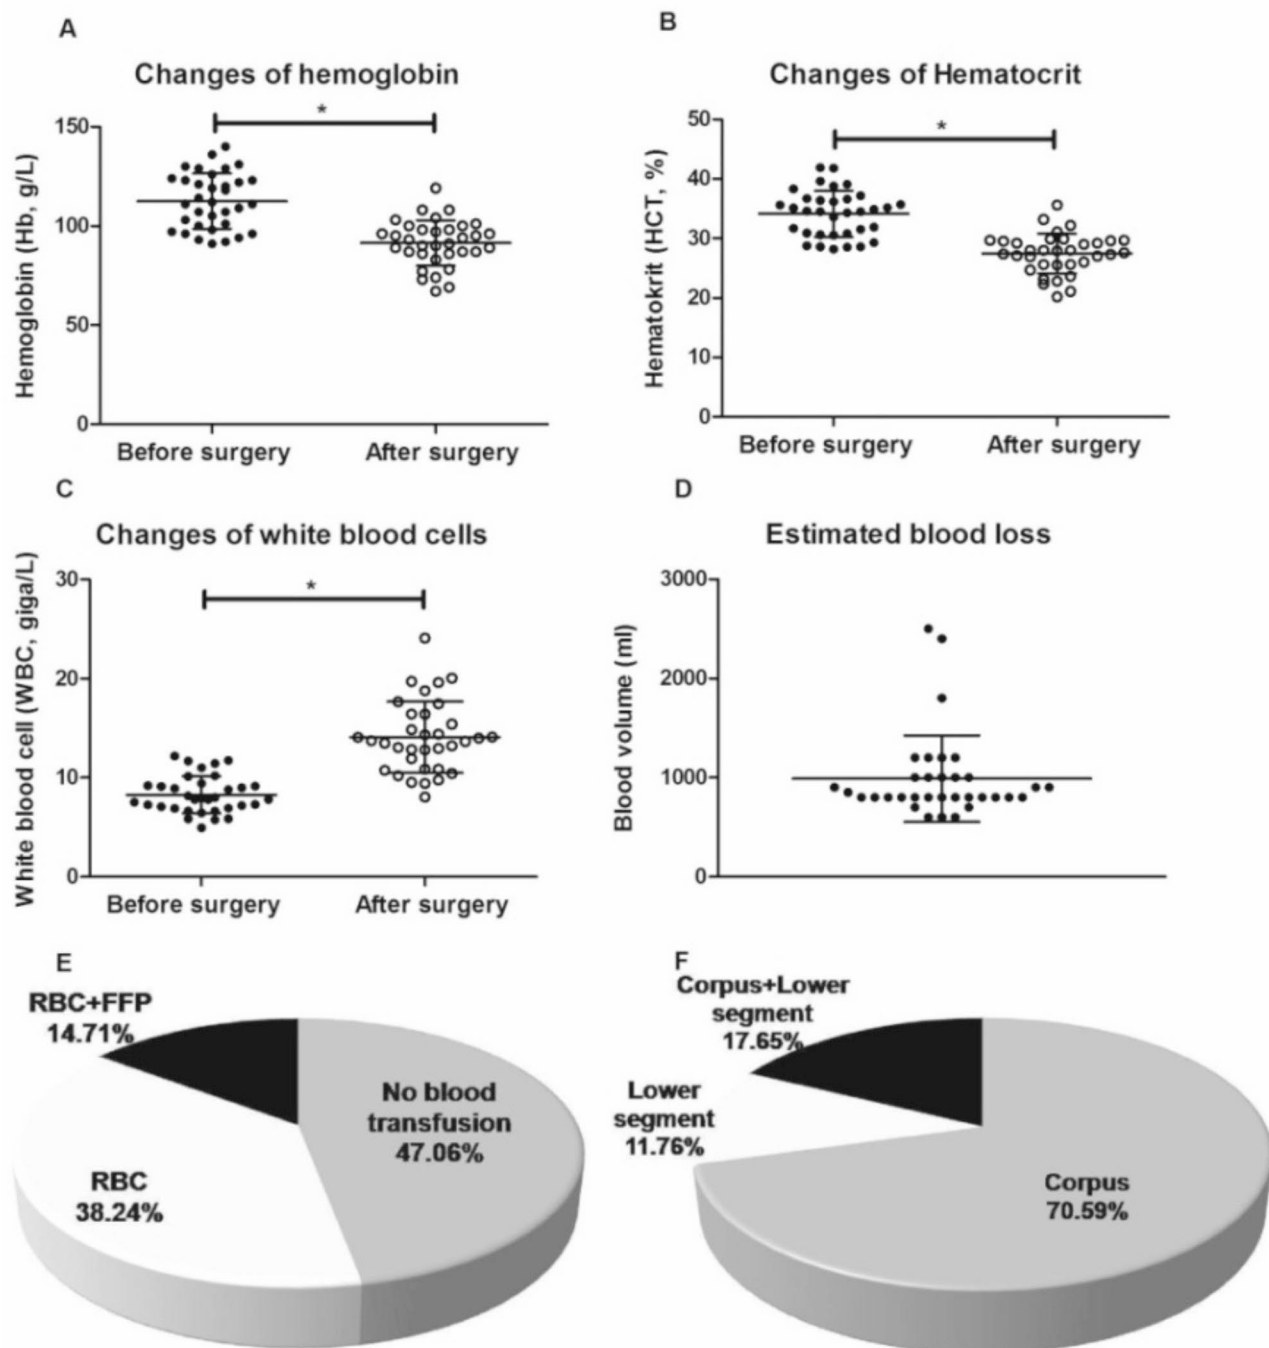 A
Changes of hemoglobin
*
150
100
50
0
Hemoglobin (Hb, g/L)
Before surgery
After surgery
B
Changes of Hematocrit
*
50
40
30
20
10
0
Hematokrit (HCT, %)
Before surgery
After surgery
C
Changes of white blood cells
*
30
20
10
0
White blood cell (WBC, giga/L)
Before surgery
After surgery
D
Estimated blood loss
3000
2000
1000
0
Blood volume (ml)
E
RBC+FFP
14.71%
No blood
transfusion
47.06%
RBC
38.24%
F
Corpus+Lower
segment
17.65%
Lower
segment
11.76%
Corpus
70.59%